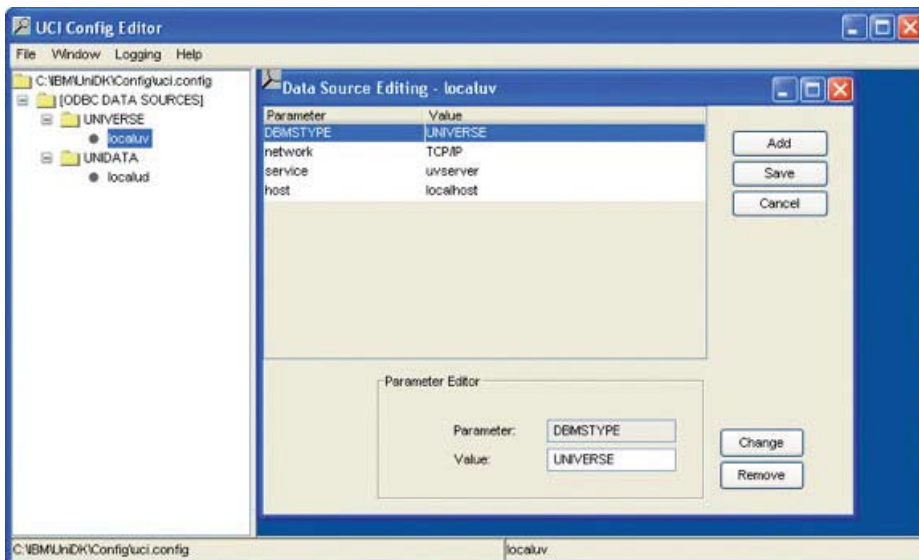 UCI Config Editor
File Window Logging Help
C:\IBM\UniDK\Config\uci.config
[ODBC DATA SOURCES]
UNIVERSE
localuv
UNIDATA
localud
Data Source Editing - localuv
Parameter Value
DBMSTYPE UNIVERSE
network TCP/IP
service uvserver
host localhost
Add
Save
Cancel
Parameter Editor
Parameter: DBMSTYPE
Value: UNIVERSE
Change
Remove
C:\IBM\UniDK\Config\uci.config localuv